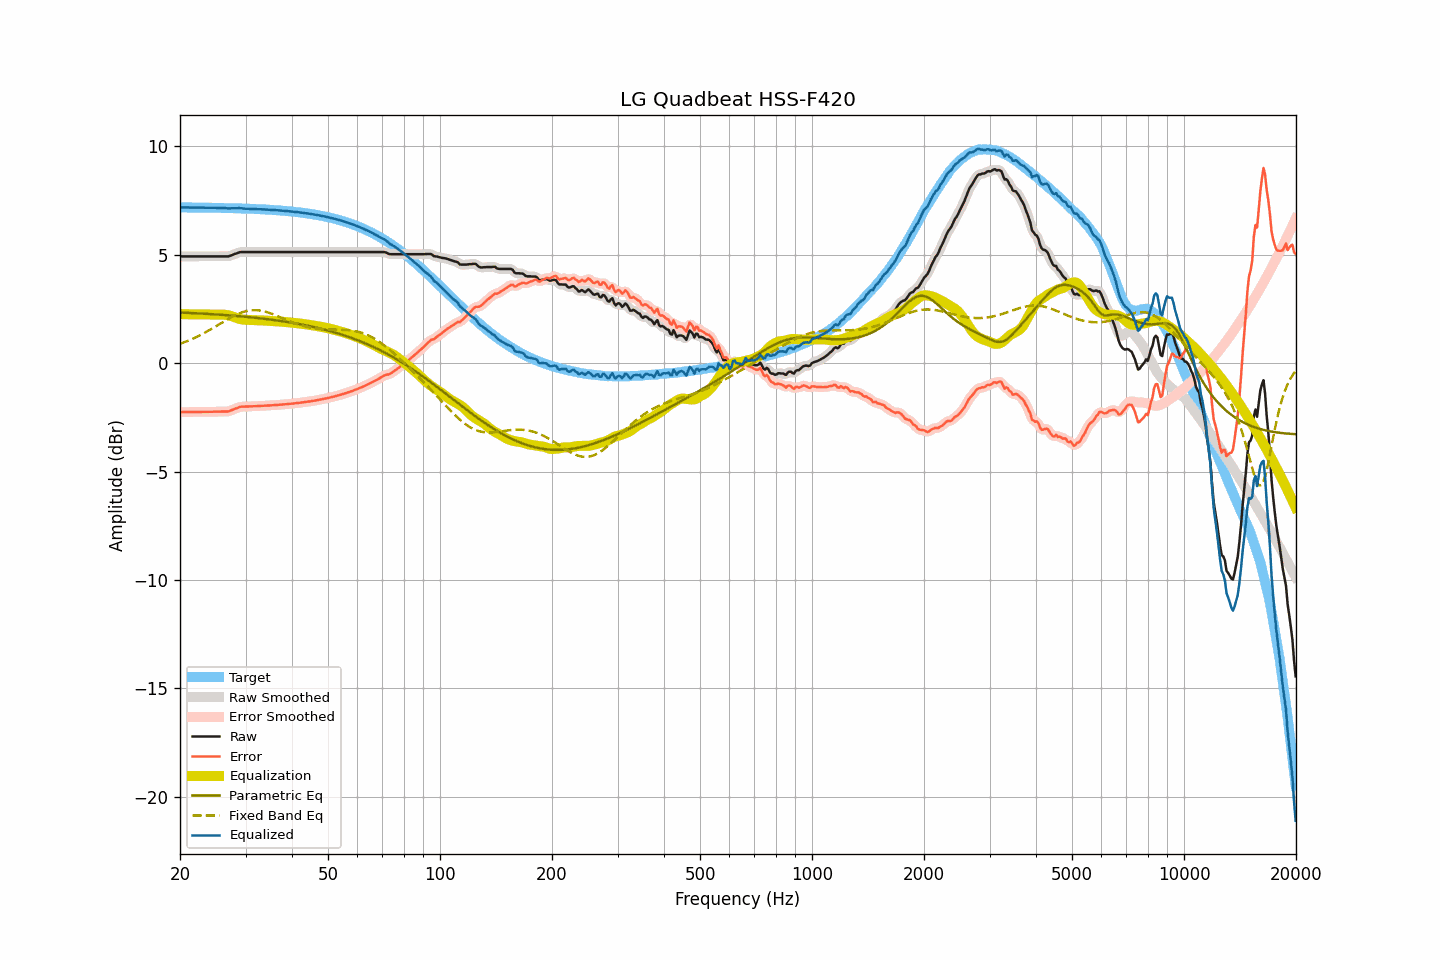 LG Quadbeat HSS-F420
10
5
0
−5
−10
−15
−20
Amplitude (dBr)
Target
Raw Smoothed
Error Smoothed
Raw
Error
Equalization
Parametric Eq
Fixed Band Eq
Equalized
20 50 100 200 500 1000 2000 5000 10000 20000
Frequency (Hz)